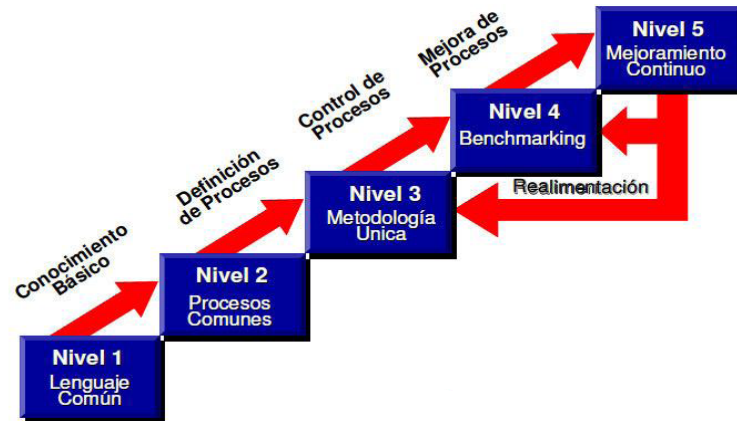 Nivel 5
Mejoramiento
Continuo
Mejora de
Procesos
Nivel 4
Benchmarking
Control de
Procesos
Realimentación
Nivel 3
Metodología
Unica
Definición
de Procesos
Nivel 2
Procesos
Comunes
Conocimiento
Básico
Nivel 1
Lenguaje
Común